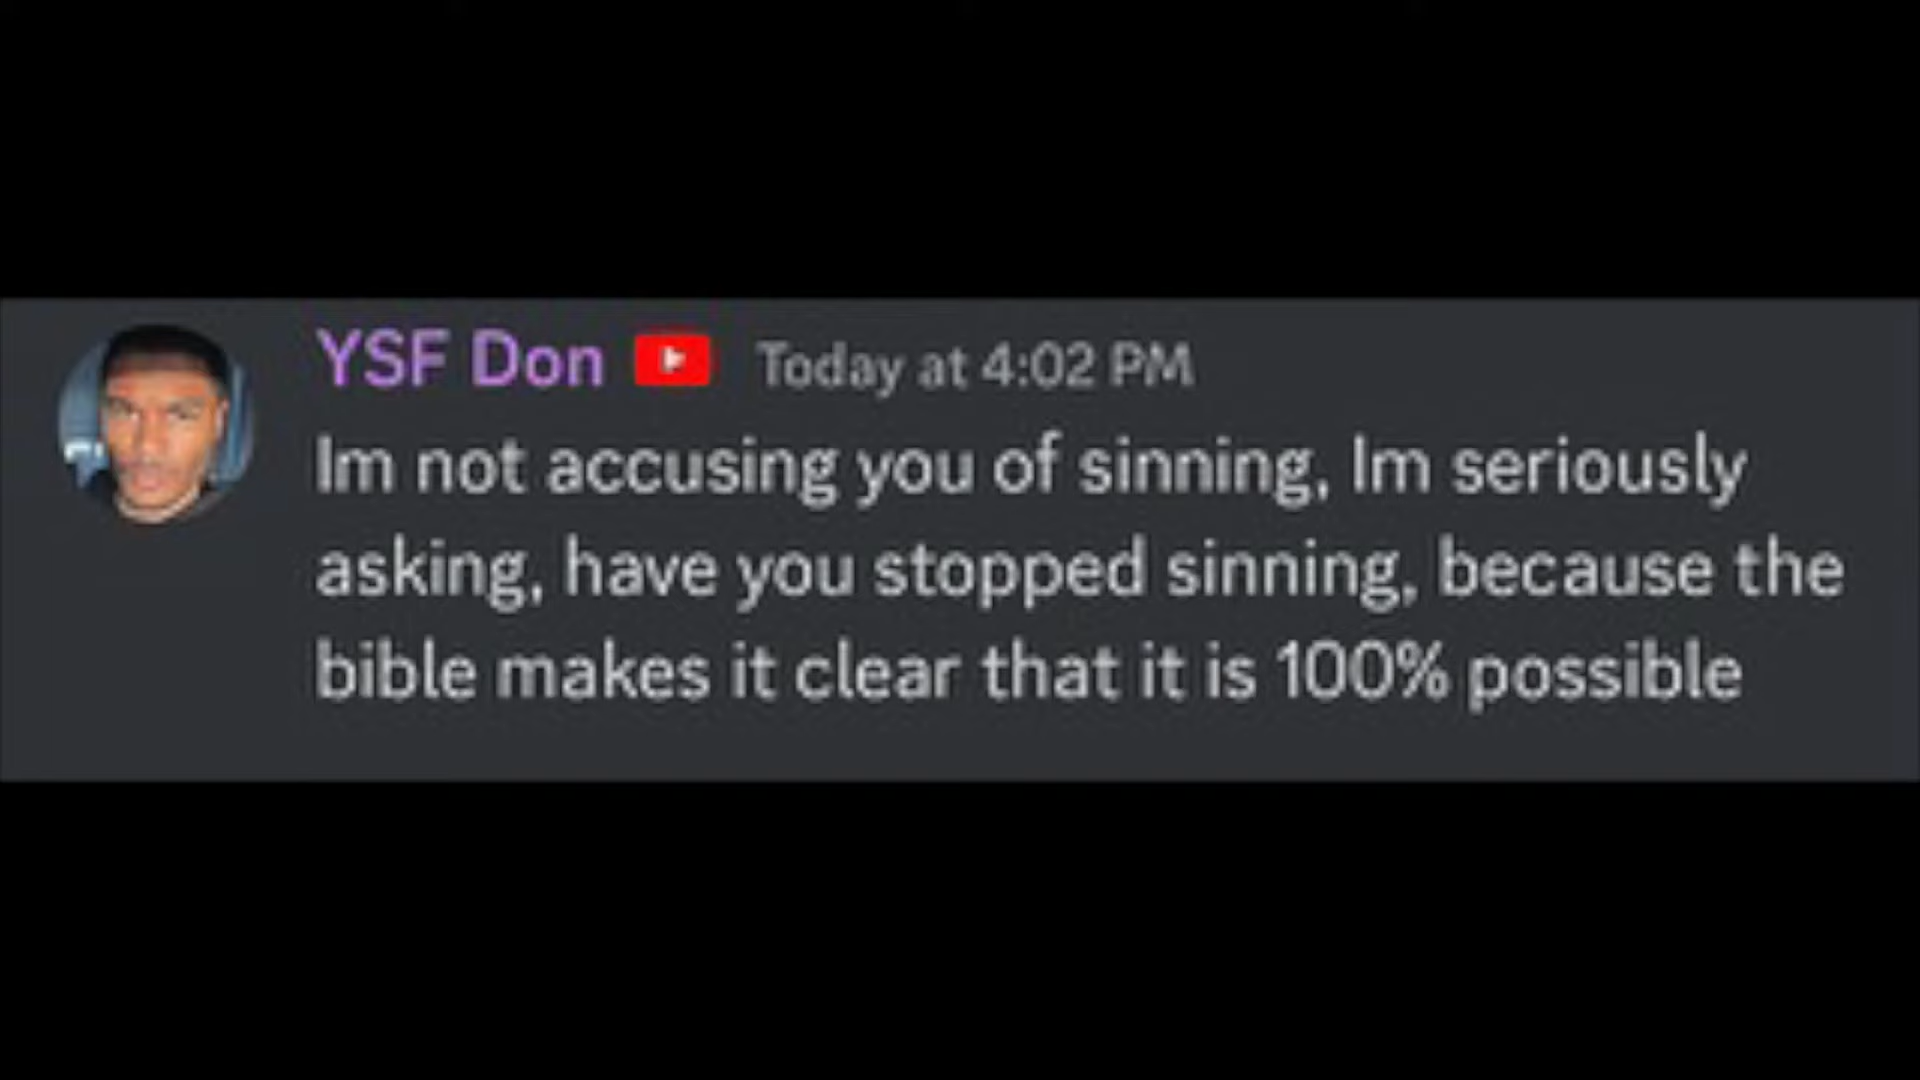 YSF Don Today at 4:02 PM
Im not accusing you of sinning, Im seriously
asking, have you stopped sinning, because the
bible makes it clear that it is 100% possible